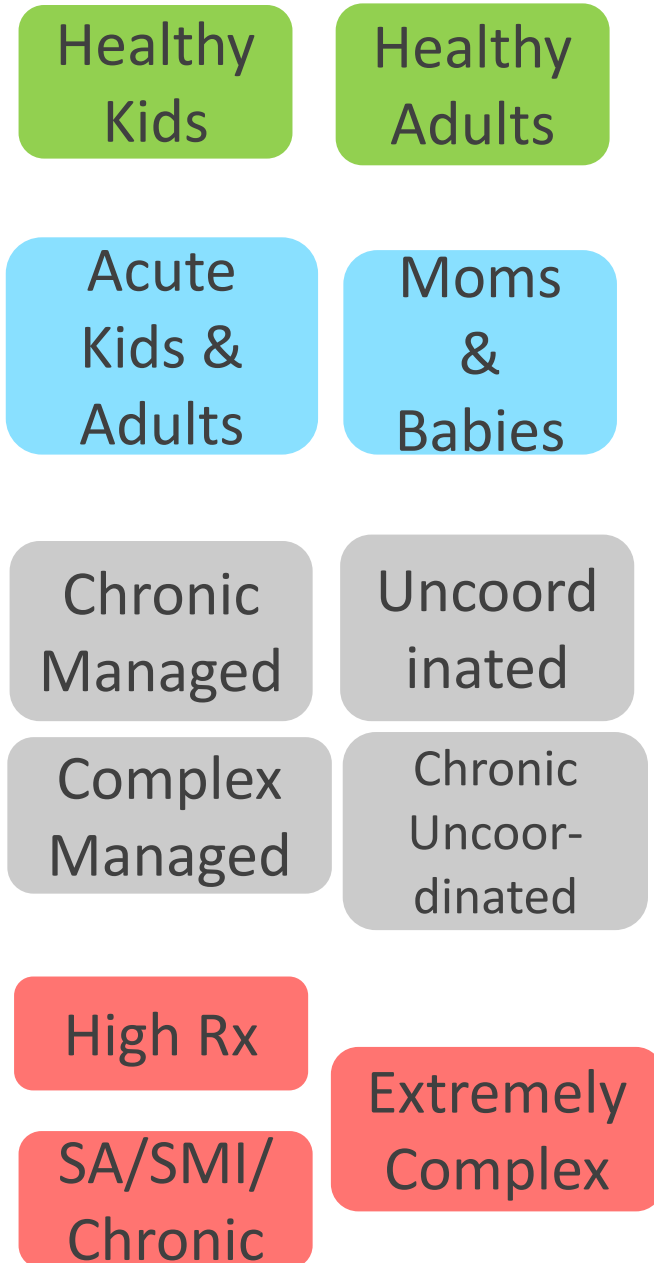 Healthy
Kids
Healthy
Adults
Acute
Kids &
Adults
Moms
&
Babies
Chronic
Managed
Uncoord
inated
Complex
Managed
Chronic
Uncoor-
dinated
High Rx
Extremely
Complex
SA/SMI/
Chronic